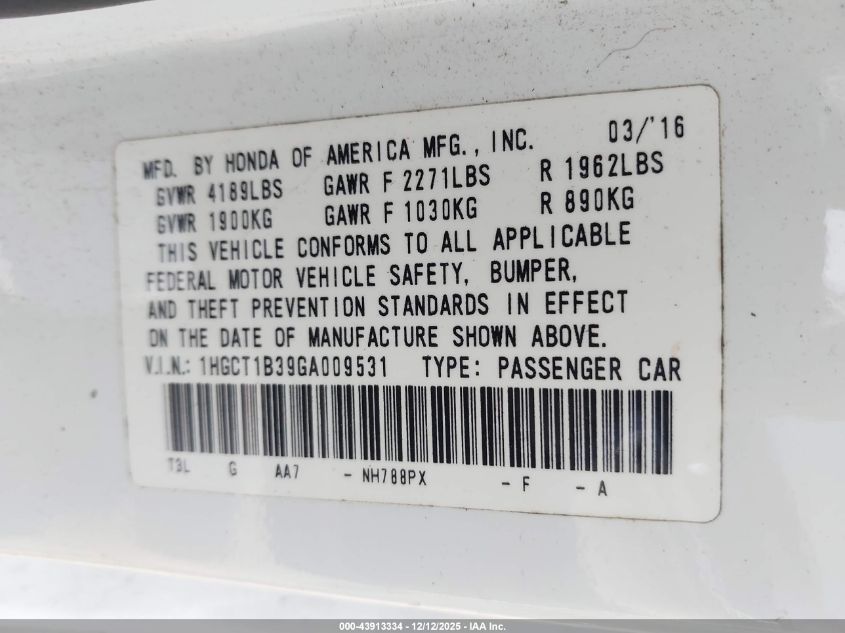 MFD. BY HONDA OF AMERICA MFG., INC. 03/'16
GVWR 4189LBS GAWR F 2271LBS R 1962LBS
GVWR 1900KG GAWR F 1030KG R 890KG
THIS VEHICLE CONFORMS TO ALL APPLICABLE
FEDERAL MOTOR VEHICLE SAFETY, BUMPER,
AND THEFT PREVENTION STANDARDS IN EFFECT
ON THE DATE OF MANUFACTURE SHOWN ABOVE.
V.I.N.: 1HGCT1B39GA009531 TYPE: PASSENGER CAR
T3L G AA7 - NH788PX - F - A
000-43913334 - 12/12/2025 - IAA Inc.